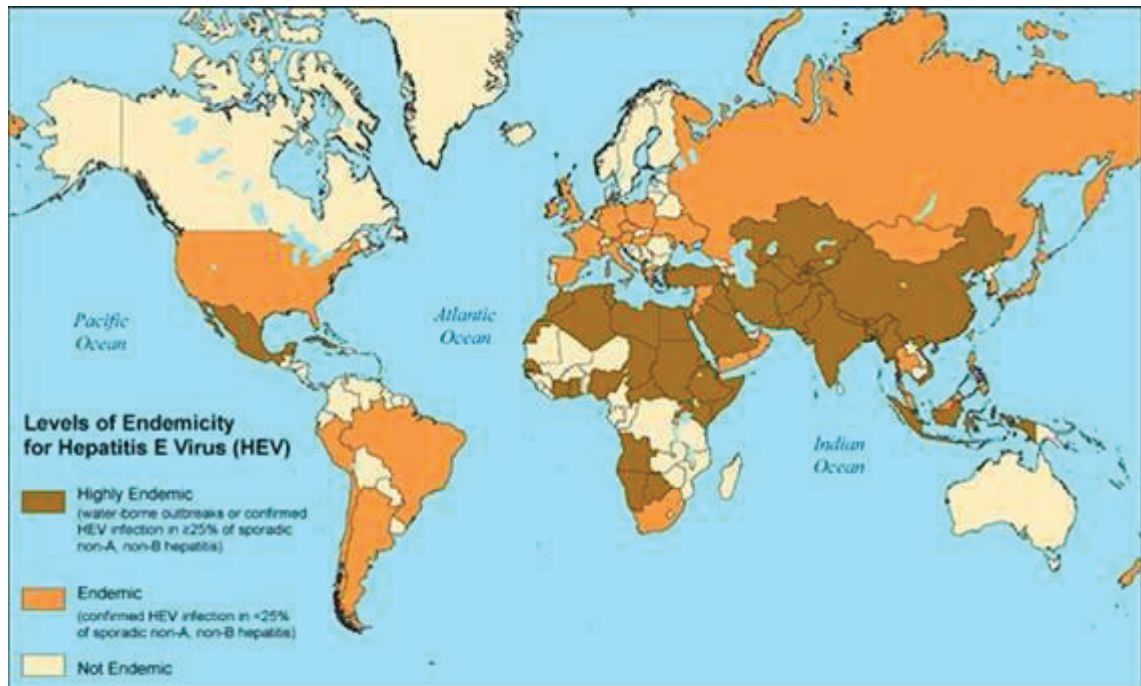 Pacific
Ocean
Atlantic
Ocean
Indian
Ocean
Levels of Endemicity
for Hepatitis E Virus (HEV)
Highly Endemic
(water-borne outbreaks or confirmed
HEV infection in ≥25% of sporadic
non-A, non-B hepatitis)
Endemic
(confirmed HEV infection in <25%
of sporadic non-A, non-B hepatitis)
Not Endemic